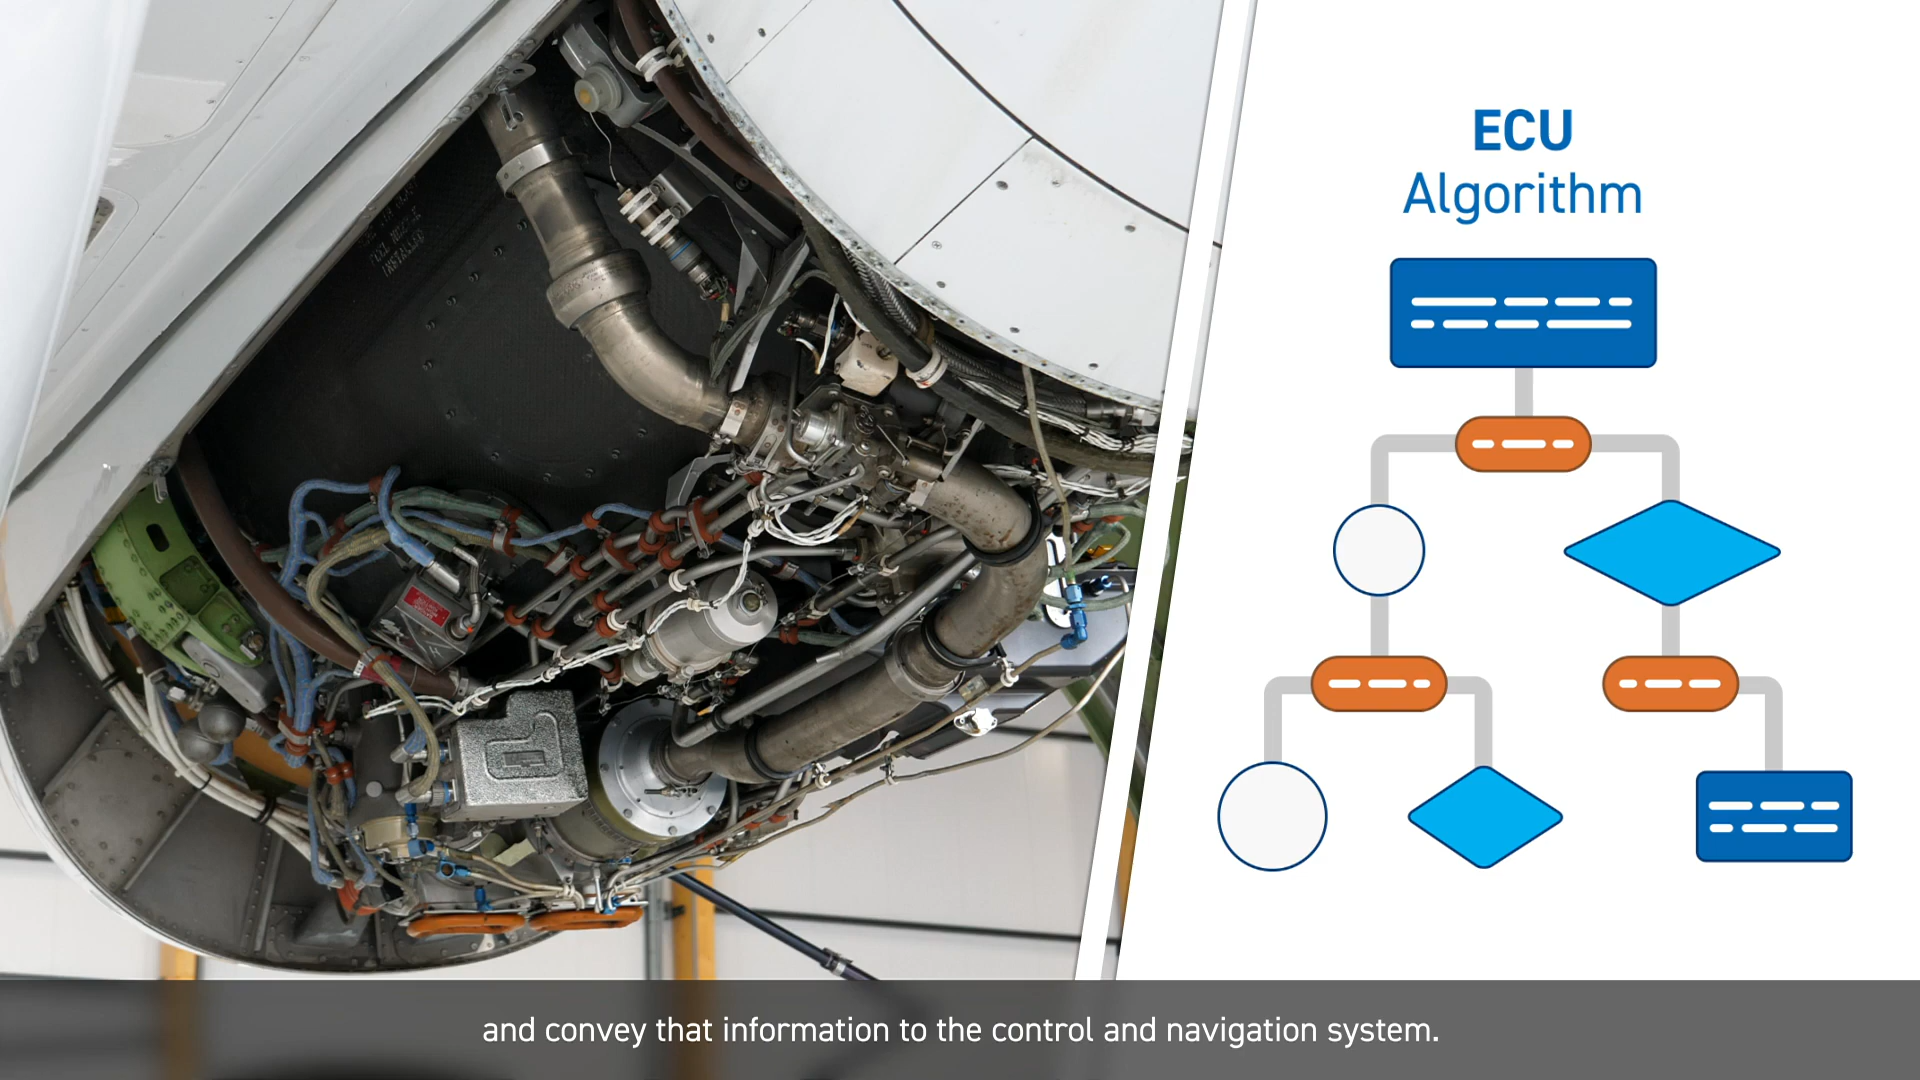 ECU
Algorithm
and convey that information to the control and navigation system.